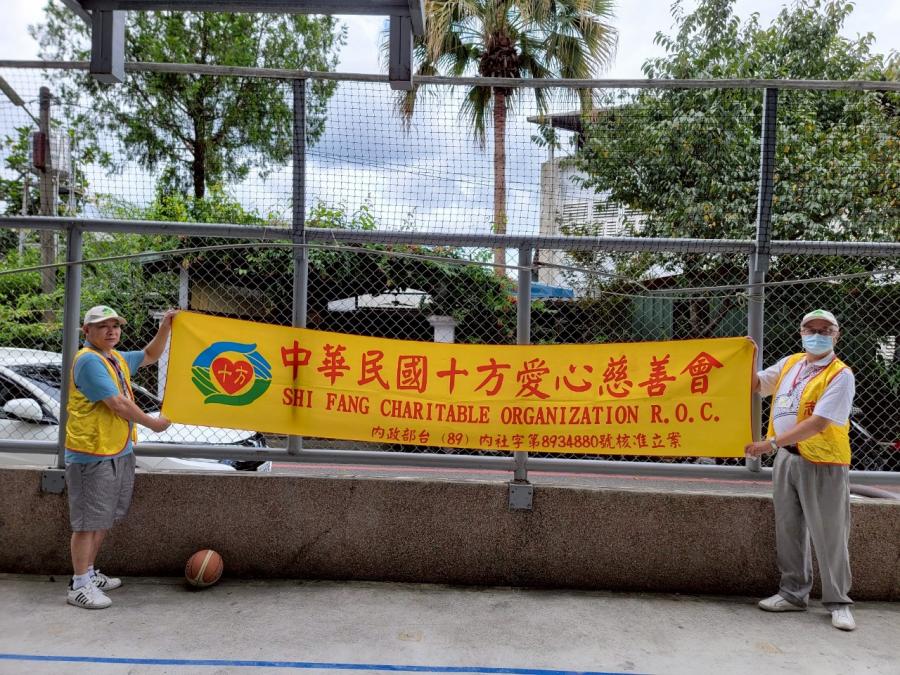 十方
中華民國十方愛心慈善會
SHI FANG CHARITABLE ORGANIZATION R.O.C.
內政部台（89）內社字第8934880號核准立案
志